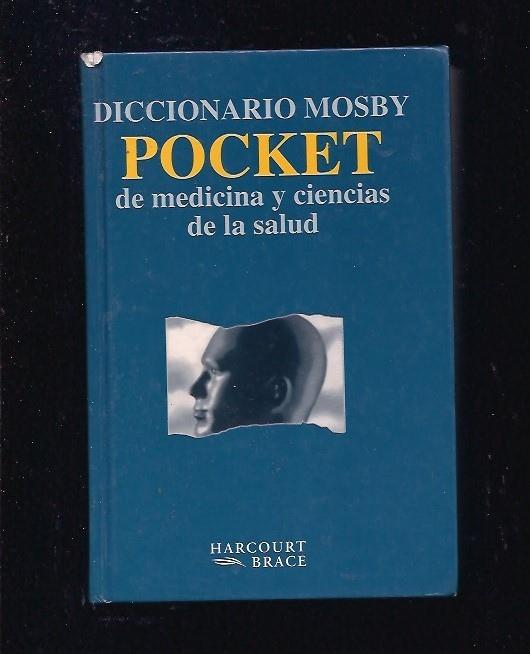 DICCIONARIO MOSBY
POCKET
de medicina y ciencias
de la salud
HARCOURT
BRACE